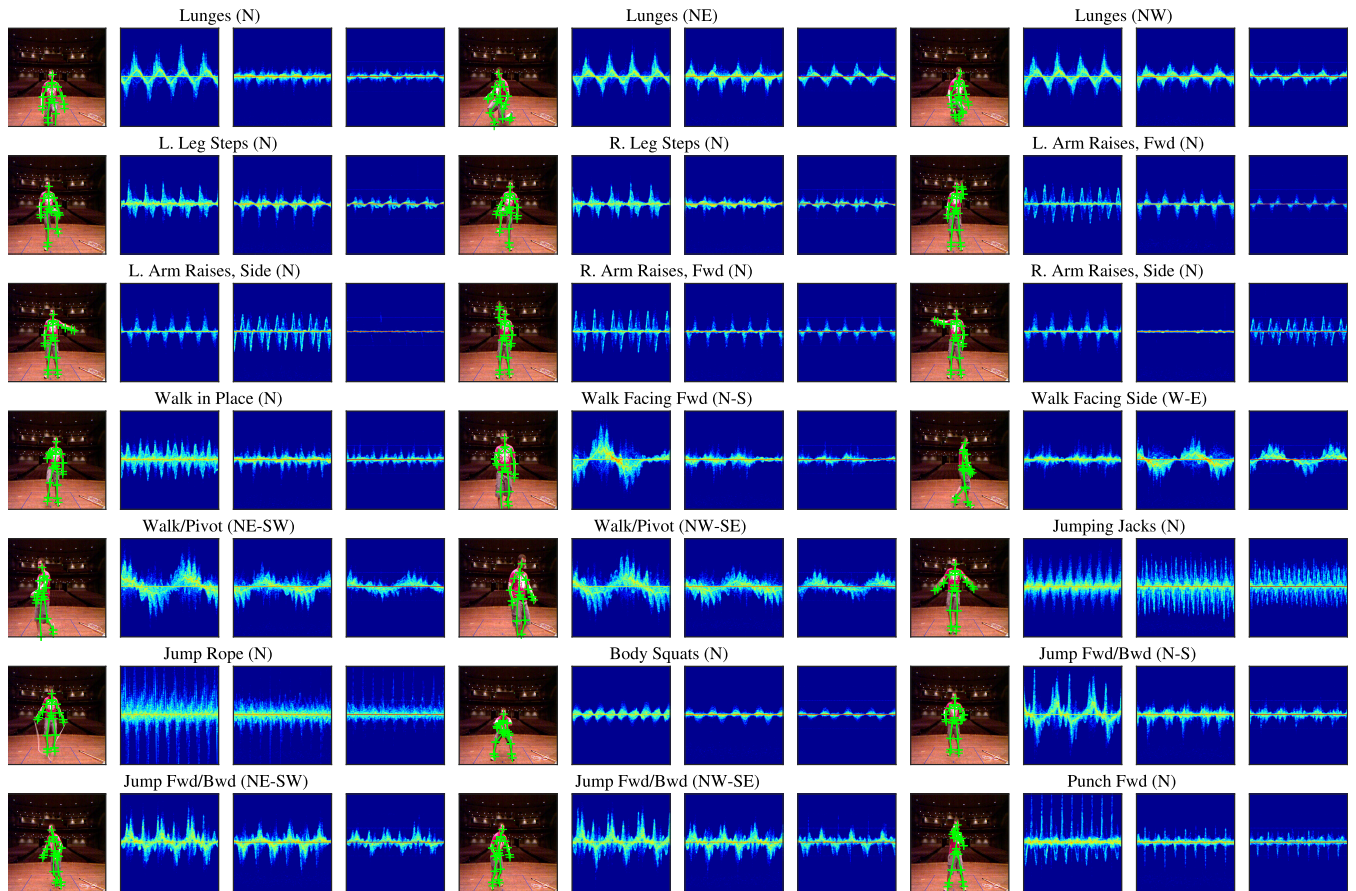 Lunges (N)
Lunges (NE)
Lunges (NW)
L. Leg Steps (N)
R. Leg Steps (N)
L. Arm Raises, Fwd (N)
L. Arm Raises, Side (N)
R. Arm Raises, Fwd (N)
R. Arm Raises, Side (N)
Walk in Place (N)
Walk Facing Fwd (N-S)
Walk Facing Side (W-E)
Walk/Pivot (NE-SW)
Walk/Pivot (NW-SE)
Jumping Jacks (N)
Jump Rope (N)
Body Squats (N)
Jump Fwd/Bwd (N-S)
Jump Fwd/Bwd (NE-SW)
Jump Fwd/Bwd (NW-SE)
Punch Fwd (N)